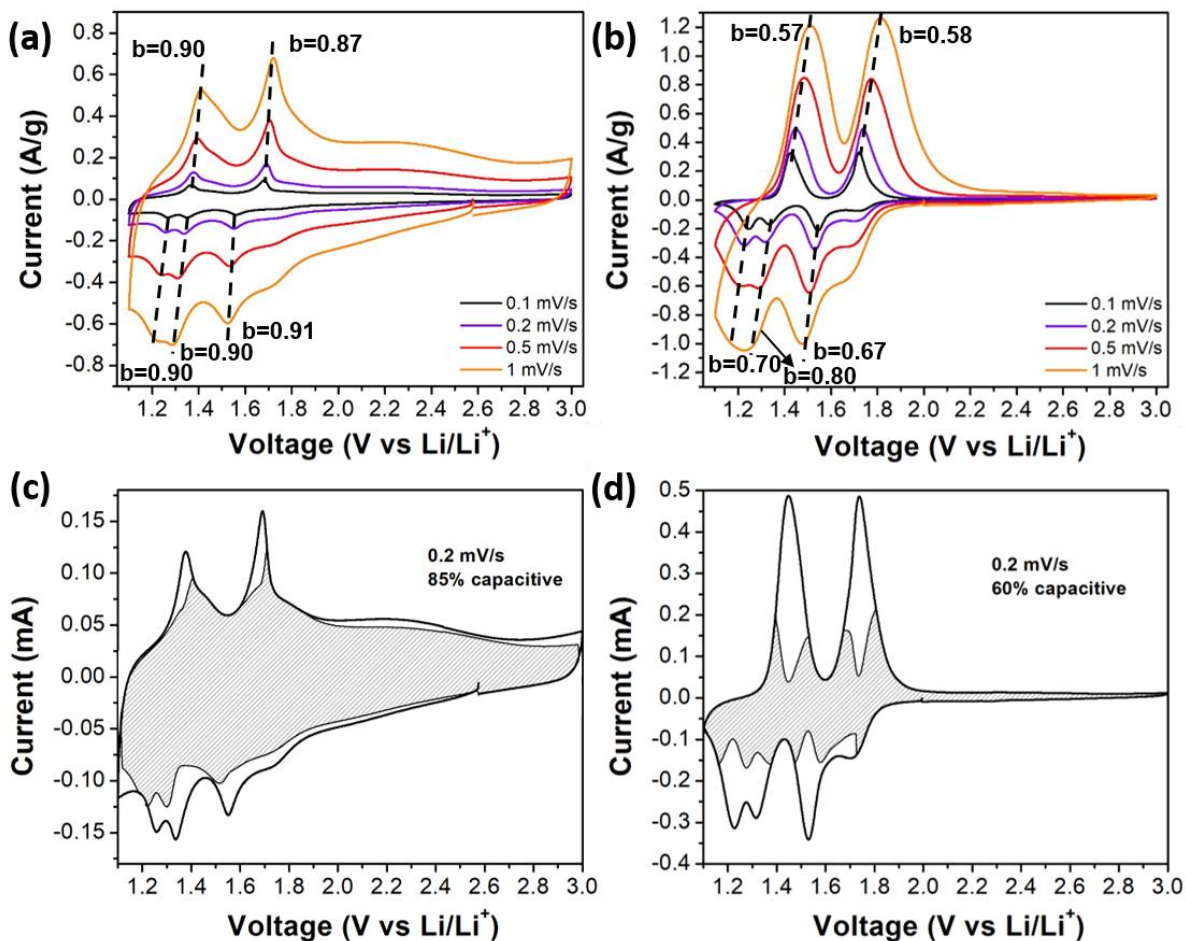 (a)
b=0.90
b=0.87
0.8
0.6
0.4
0.2
0.0
-0.2
-0.4
-0.6
-0.8
Current (A/g)
b=0.91
b=0.90
b=0.90
0.1 mV/s
0.2 mV/s
0.5 mV/s
1 mV/s
1.2 1.4 1.6 1.8 2.0 2.2 2.4 2.6 2.8 3.0
Voltage (V vs Li/Li⁺)
(b)
b=0.57
b=0.58
1.2
1.0
0.8
0.6
0.4
0.2
0.0
-0.2
-0.4
-0.6
-0.8
-1.0
-1.2
Current (A/g)
b=0.70
b=0.67
b=0.80
0.1 mV/s
0.2 mV/s
0.5 mV/s
1 mV/s
1.2 1.4 1.6 1.8 2.0 2.2 2.4 2.6 2.8 3.0
Voltage (V vs Li/Li⁺)
(c)
0.15
0.10
0.05
0.00
-0.05
-0.10
-0.15
Current (mA)
0.2 mV/s
85% capacitive
1.2 1.4 1.6 1.8 2.0 2.2 2.4 2.6 2.8 3.0
Voltage (V vs Li/Li⁺)
(d)
0.5
0.4
0.3
0.2
0.1
0.0
-0.1
-0.2
-0.3
-0.4
Current (mA)
0.2 mV/s
60% capacitive
1.2 1.4 1.6 1.8 2.0 2.2 2.4 2.6 2.8 3.0
Voltage (V vs Li/Li⁺)